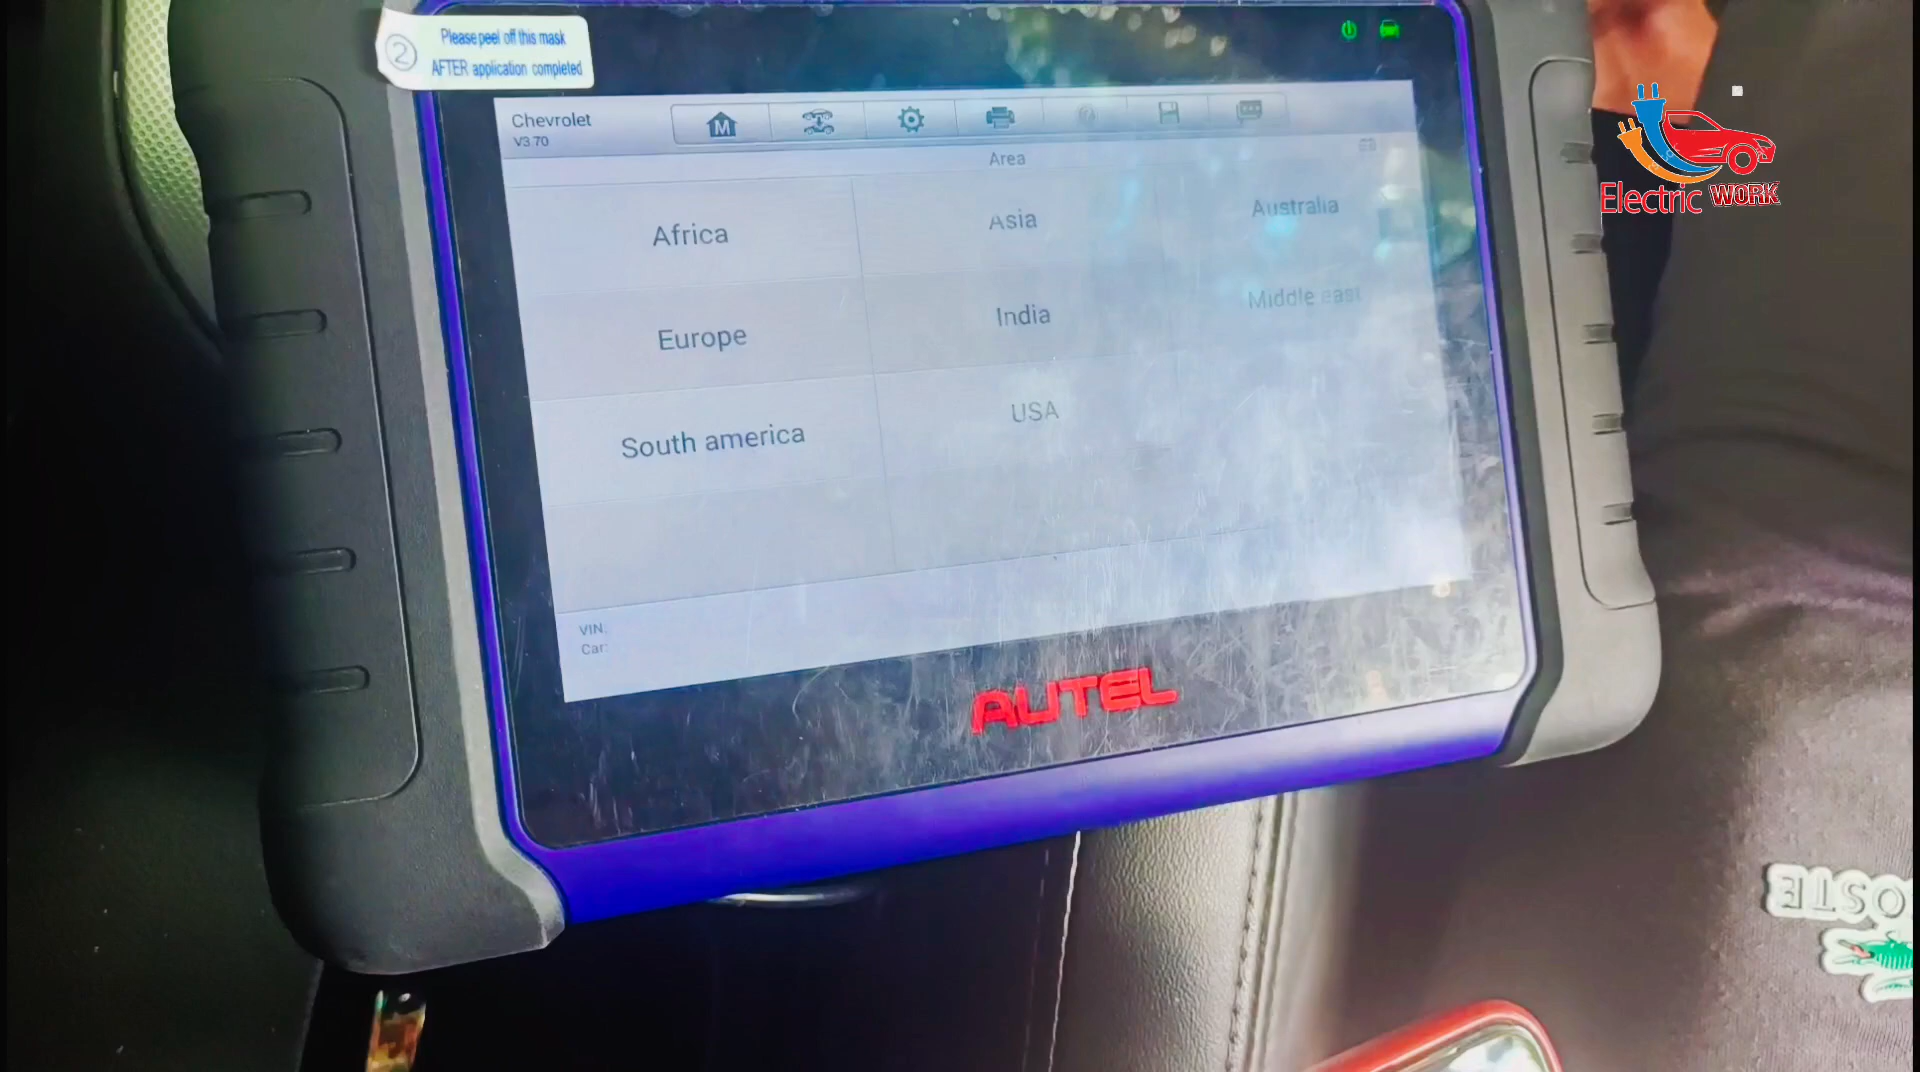 2
Please peel off this mask
AFTER application completed
Chevrolet
V3.70
M
Area
Africa
Asia
Australia
Europe
India
Middle east
South america
USA
VIN:
Car:
AUTEL
Electric WORK